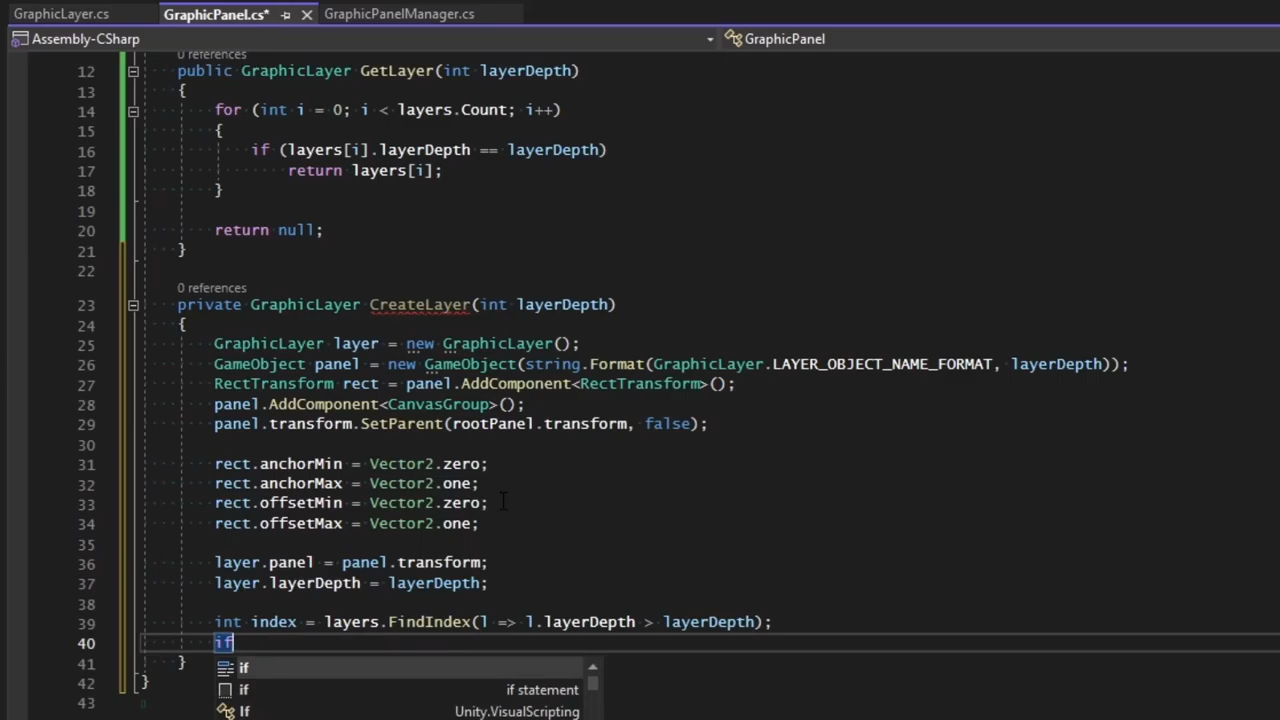 GraphicLayer.cs GraphicPanel.cs* GraphicPanelManager.cs
Assembly-CSharp GraphicPanel
0 references
12 public GraphicLayer GetLayer(int layerDepth)
13 {
14 for (int i = 0; i < layers.Count; i++)
15 {
16 if (layers[i].layerDepth == layerDepth)
17 return layers[i];
18 }
19
20 return null;
21 }
22
0 references
23 private GraphicLayer CreateLayer(int layerDepth)
24 {
25 GraphicLayer layer = new GraphicLayer();
26 GameObject panel = new GameObject(string.Format(GraphicLayer.LAYER_OBJECT_NAME_FORMAT, layerDepth));
27 RectTransform rect = panel.AddComponent<RectTransform>();
28 panel.AddComponent<CanvasGroup>();
29 panel.transform.SetParent(rootPanel.transform, false);
30
31 rect.anchorMin = Vector2.zero;
32 rect.anchorMax = Vector2.one;
33 rect.offsetMin = Vector2.zero;
34 rect.offsetMax = Vector2.one;
35
36 layer.panel = panel.transform;
37 layer.layerDepth = layerDepth;
38
39 int index = layers.FindIndex(l => l.layerDepth > layerDepth);
40 if
41 }
if
42 }
if if statement
43
If Unity.VisualScripting